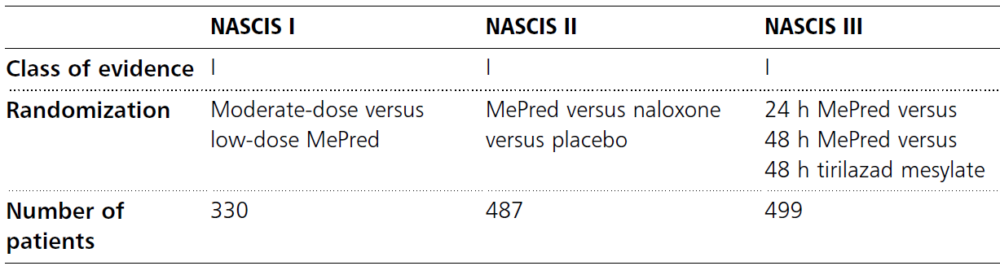 NASCIS I NASCIS II NASCIS III
Class of evidence I I I
Randomization Moderate-dose versus MePred versus naloxone 24 h MePred versus
low-dose MePred versus placebo 48 h MePred versus
48 h tirilazad mesylate
Number of 330 487 499
patients